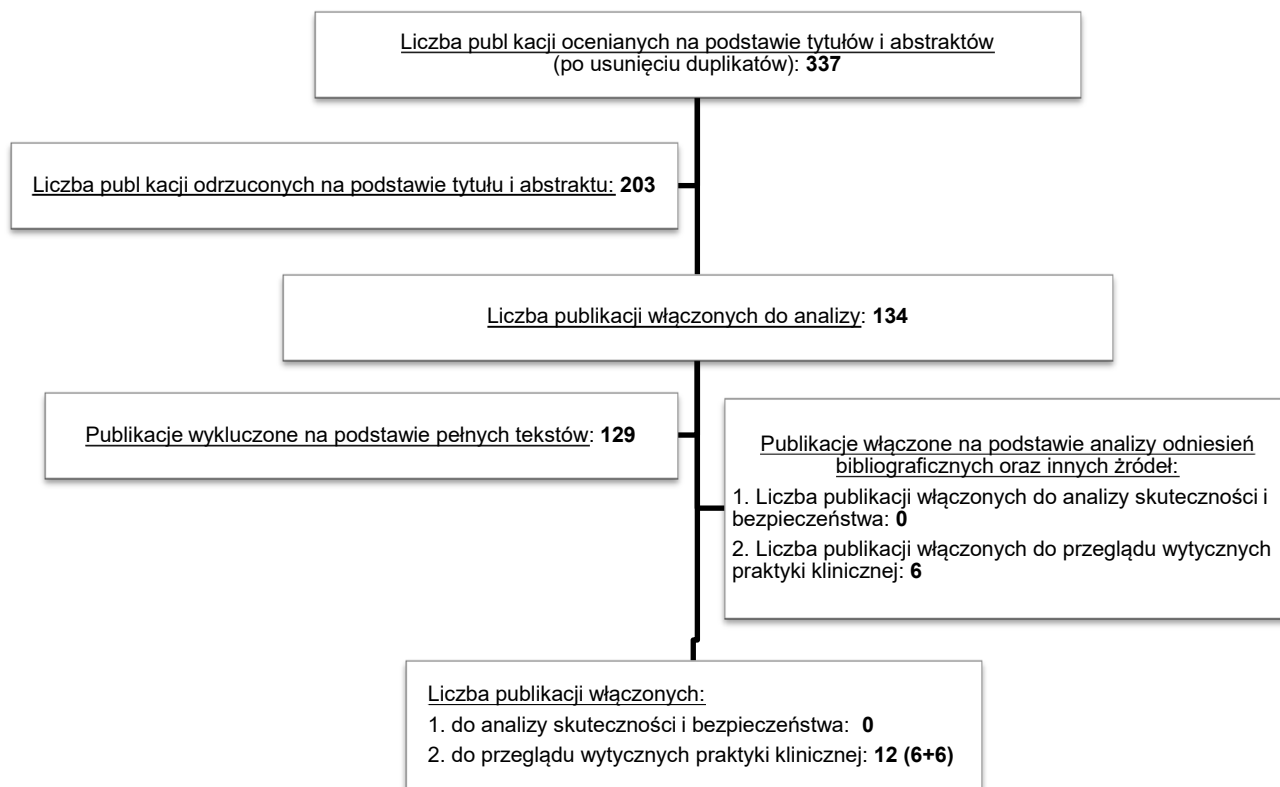 Liczba publ kacji ocenianych na podstawie tytułów i abstraktów
(po usunięciu duplikatów): 337
Liczba publ kacji odrzuconych na podstawie tytułu i abstraktu: 203
Liczba publikacji włączonych do analizy: 134
Publikacje wykluczone na podstawie pełnych tekstów: 129
Publikacje włączone na podstawie analizy odniesień
bibliograficznych oraz innych żródeł:
1. Liczba publikacji włączonych do analizy skuteczności i
bezpieczeństwa: 0
2. Liczba publikacji włączonych do przeglądu wytycznych
praktyki klinicznej: 6
Liczba publikacji włączonych:
1. do analizy skuteczności i bezpieczeństwa: 0
2. do przeglądu wytycznych praktyki klinicznej: 12 (6+6)